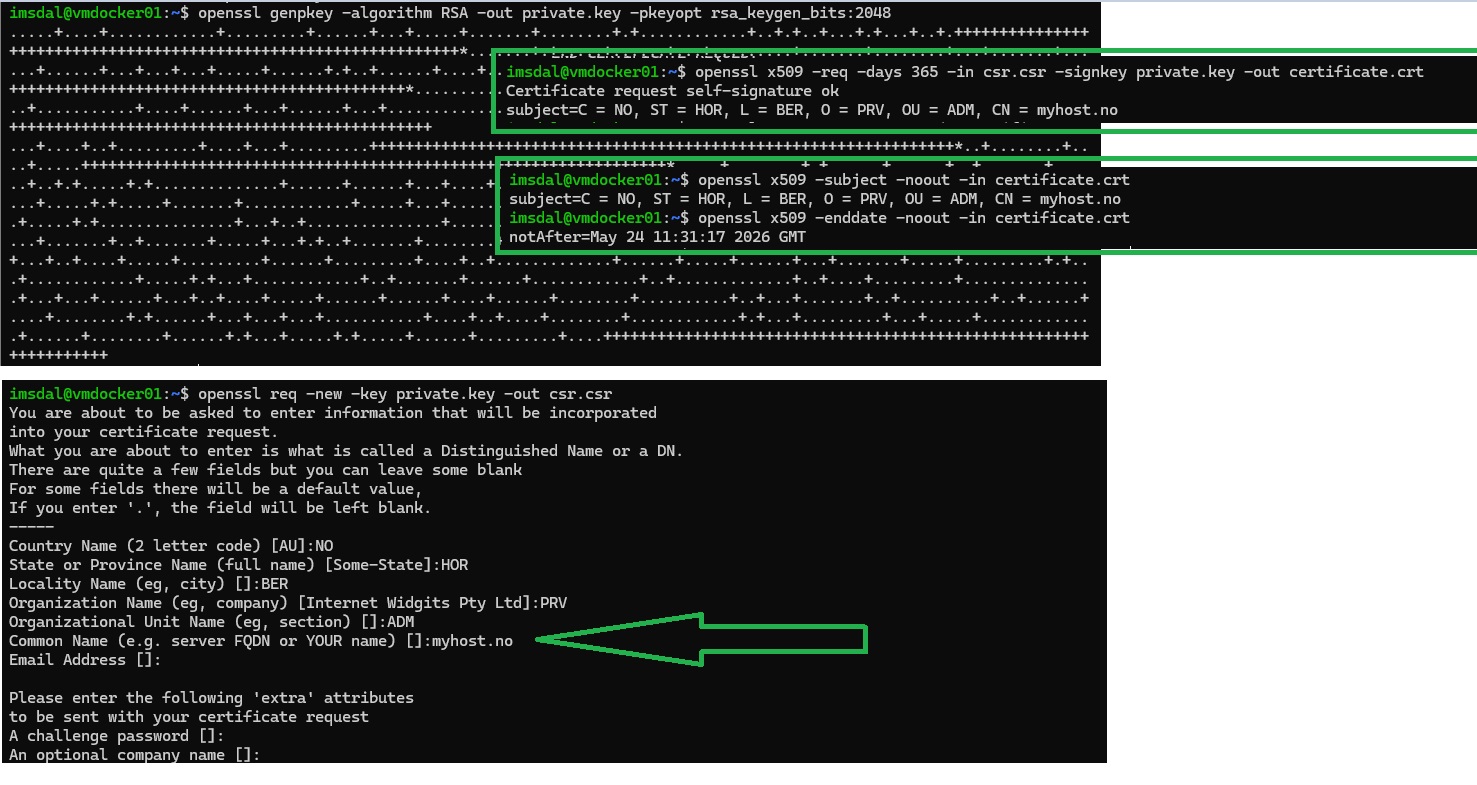 imsdal@vmdocker01:~$ openssl genpkey -algorithm RSA -out private.key -pkeyopt rsa_keygen_bits:2048
imsdal@vmdocker01:~$ openssl x509 -req -days 365 -in csr.csr -signkey private.key -out certificate.crt
Certificate request self-signature ok
subject=C = NO, ST = HOR, L = BER, O = PRV, OU = ADM, CN = myhost.no
imsdal@vmdocker01:~$ openssl x509 -subject -noout -in certificate.crt
subject=C = NO, ST = HOR, L = BER, O = PRV, OU = ADM, CN = myhost.no
imsdal@vmdocker01:~$ openssl x509 -enddate -noout -in certificate.crt
notAfter=May 24 11:31:17 2026 GMT
imsdal@vmdocker01:~$ openssl req -new -key private.key -out csr.csr
You are about to be asked to enter information that will be incorporated
into your certificate request.
What you are about to enter is what is called a Distinguished Name or a DN.
There are quite a few fields but you can leave some blank
For some fields there will be a default value,
If you enter '.', the field will be left blank.
-----
Country Name (2 letter code) [AU]:NO
State or Province Name (full name) [Some-State]:HOR
Locality Name (eg, city) []:BER
Organization Name (eg, company) [Internet Widgits Pty Ltd]:PRV
Organizational Unit Name (eg, section) []:ADM
Common Name (e.g. server FQDN or YOUR name) []:myhost.no
Email Address []:
Please enter the following 'extra' attributes
to be sent with your certificate request
A challenge password []:
An optional company name []: